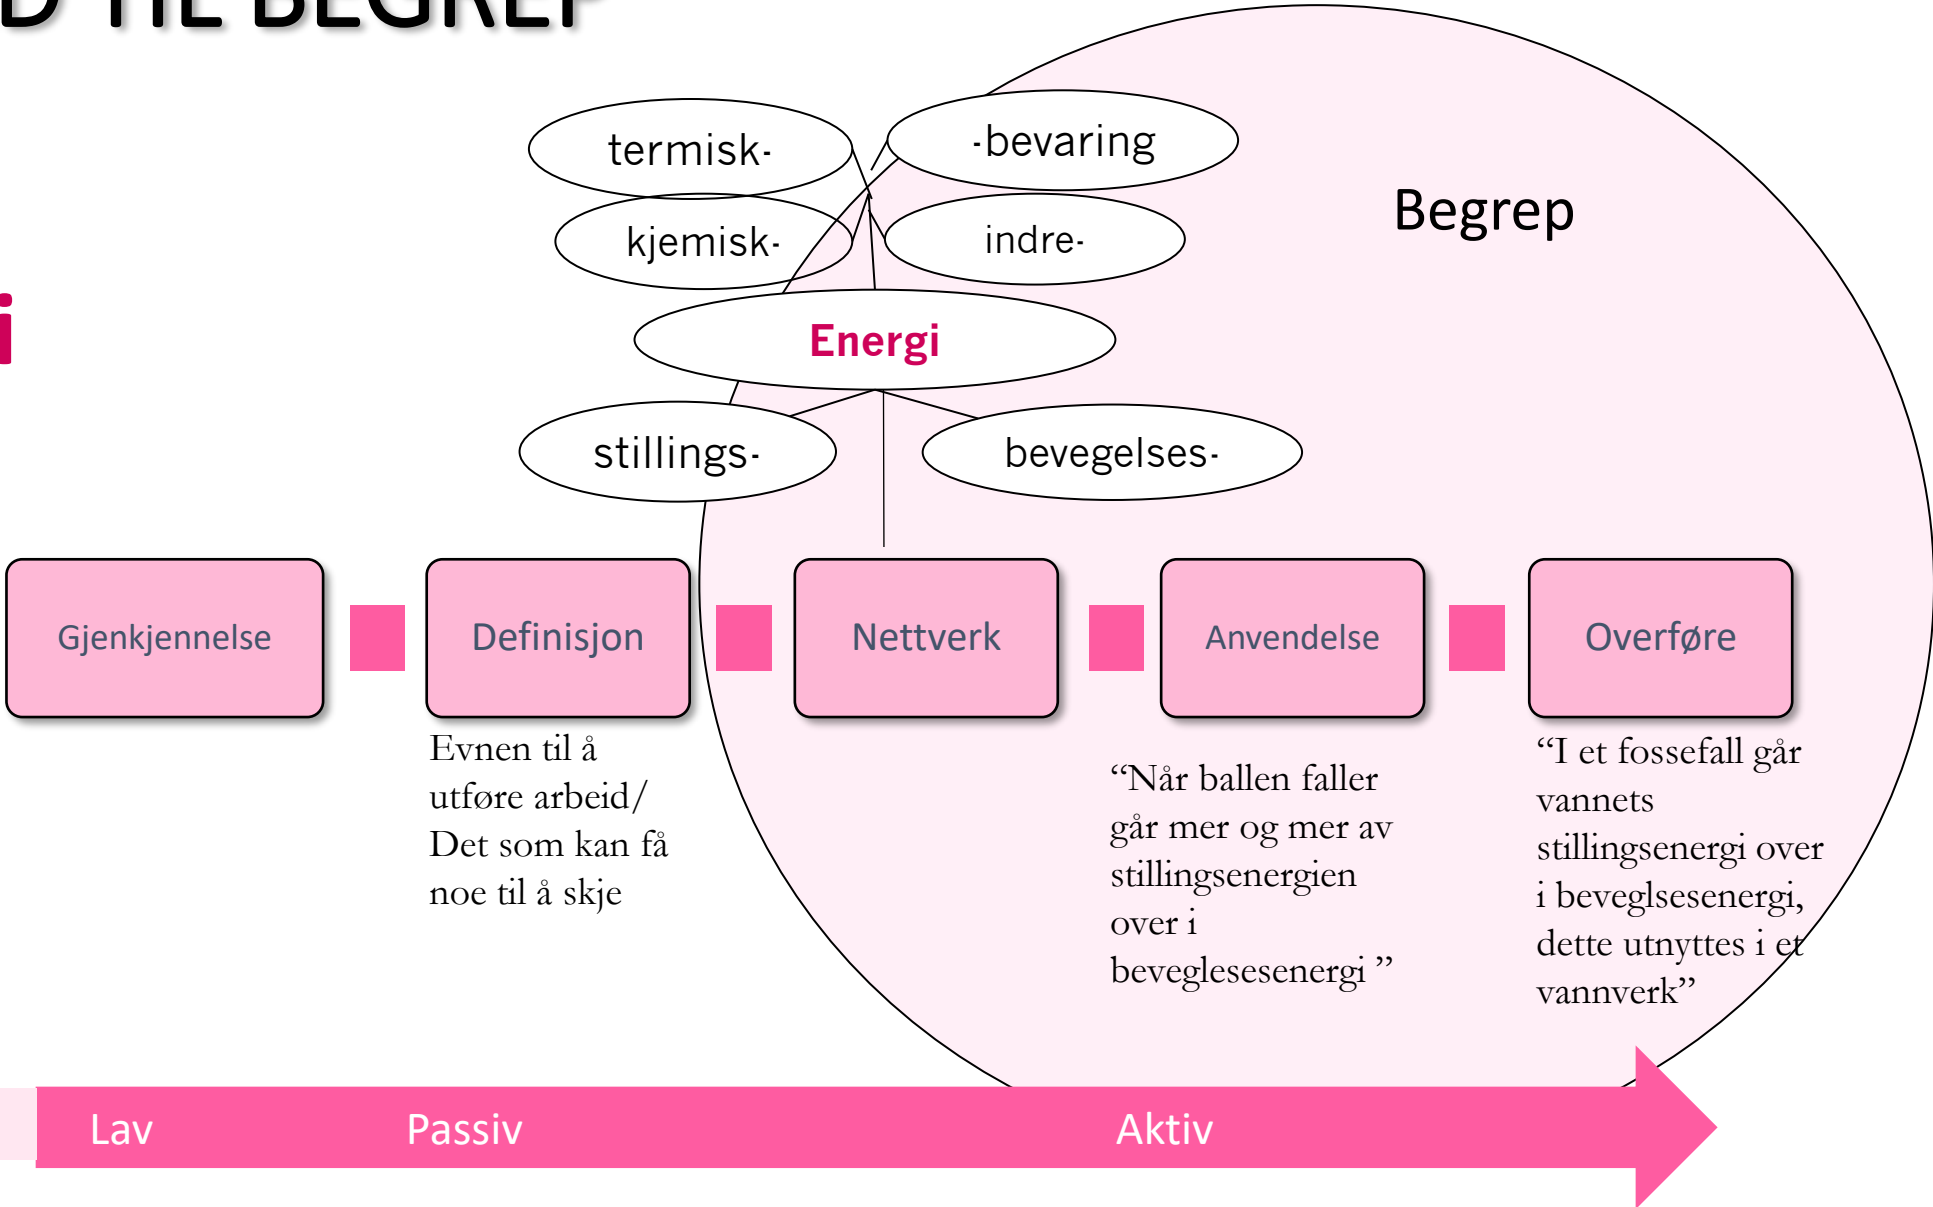 D TIL BEGREP
termisk-
-bevaring
kjemisk-
indre-
Begrep
i
Energi
stillings-
bevegelses-
Gjenkjennelse
Definisjon
Nettverk
Anvendelse
Overføre
Evnen til å
utføre arbeid/
Det som kan få
noe til å skje
“Når ballen faller
går mer og mer av
stillingsenergien
over i
beveglesesenergi ”
“I et fossefall går
vannets
stillingsenergi over
i beveglsesenergi,
dette utnyttes i et
vannverk”
Lav
Passiv
Aktiv